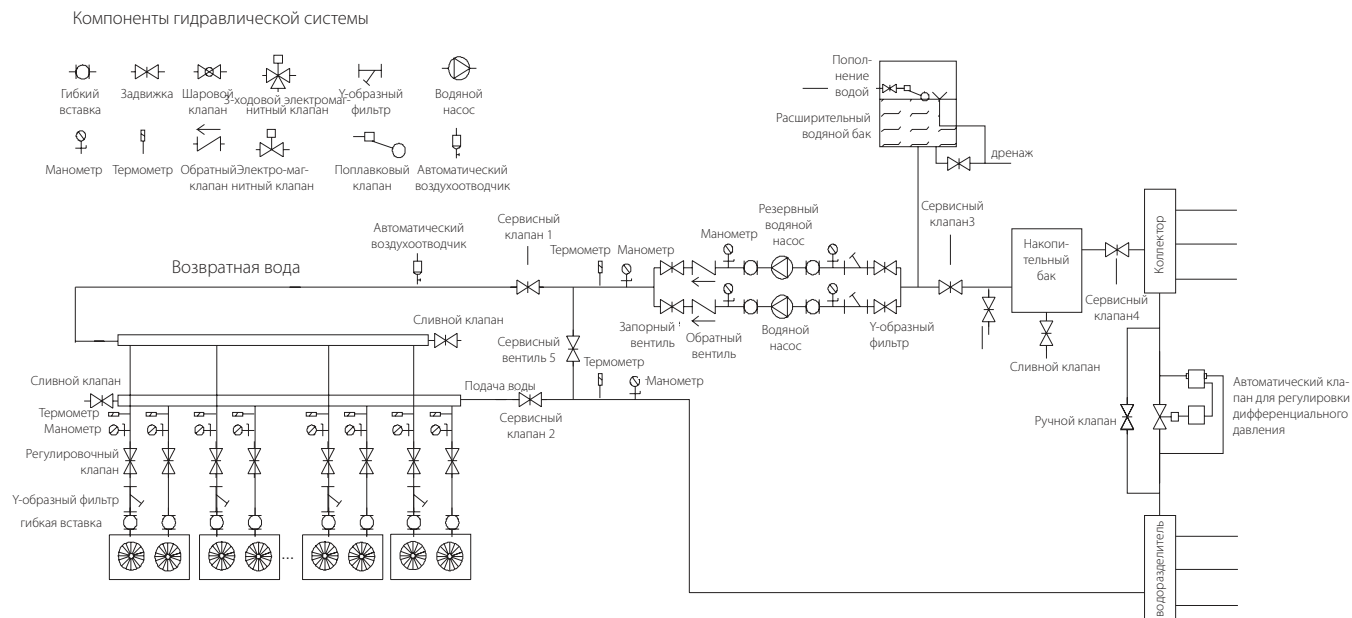 Компоненты гидравлической системы
Гибкий
вставка
Задвижка
Шаровой
клапан
3-ходовой электромаг-
нитный клапан
Y-образный
фильтр
Водяной
насос
Манометр
Термометр
Обратный
клапан
Электро-маг-
нитный клапан
Поплавковый
клапан
Автоматический
воздухоотводчик
Попол-
нение
водой
Расширительный
водяной бак
дренаж
Автоматический
воздухоотводчик
Сервисный
клапан 1
Термометр
Манометр
Манометр
Резервный
водяной
насос
Сервисный
клапан3
Накопи-
тельный
бак
Коллектор
Возвратная вода
Сервисный
клапан4
Сливной клапан
Запорный
вентиль
Обратный
вентиль
Водяной
насос
Y-образный
фильтр
Сервисный
вентиль 5
Термометр
Сливной клапан
Сливной клапан
Подача воды
Манометр
Автоматический кла-
пан для регулировки
дифференциального
давления
Ручной клапан
Термометр
Манометр
Сервисный
клапан 2
Регулировочный
клапан
Y-образный фильтр
гибкая вставка
...
водоразделитель